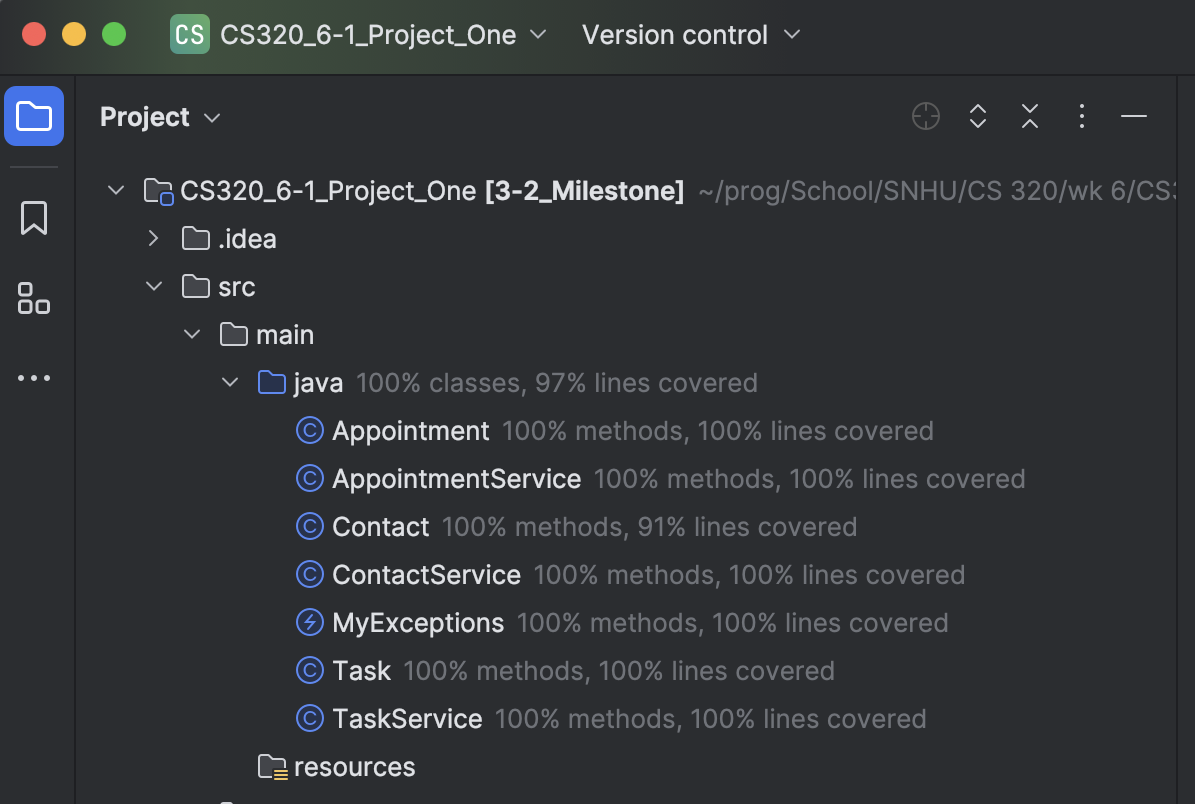 CS CS320_6-1_Project_One Version control
Project
CS320_6-1_Project_One [3-2_Milestone] ~/prog/School/SNHU/CS 320/wk 6/CS3
.idea
src
main
java 100% classes, 97% lines covered
Appointment 100% methods, 100% lines covered
AppointmentService 100% methods, 100% lines covered
Contact 100% methods, 91% lines covered
ContactService 100% methods, 100% lines covered
MyExceptions 100% methods, 100% lines covered
Task 100% methods, 100% lines covered
TaskService 100% methods, 100% lines covered
resources